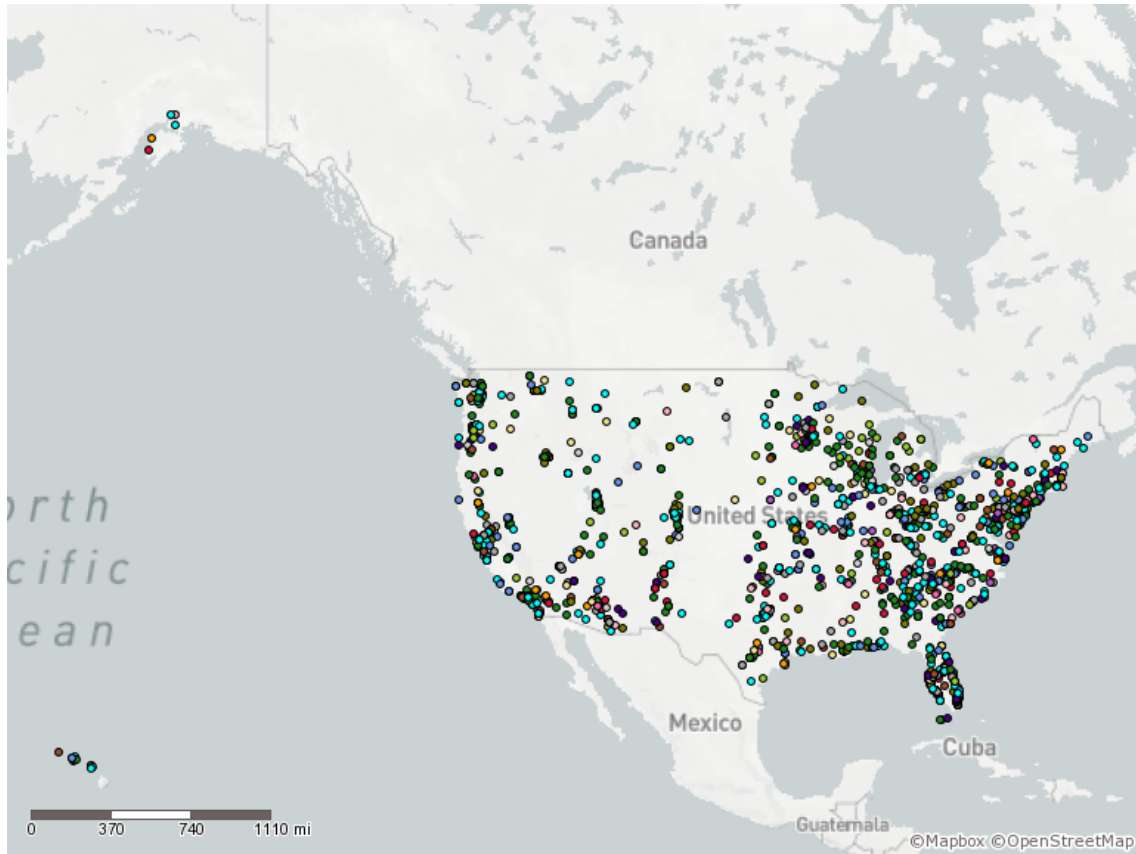 Canada
United States
orth
cific
ean
Mexico
Cuba
0 370 740 1110 mi
Guatemala
©Mapbox ©OpenStreetMap